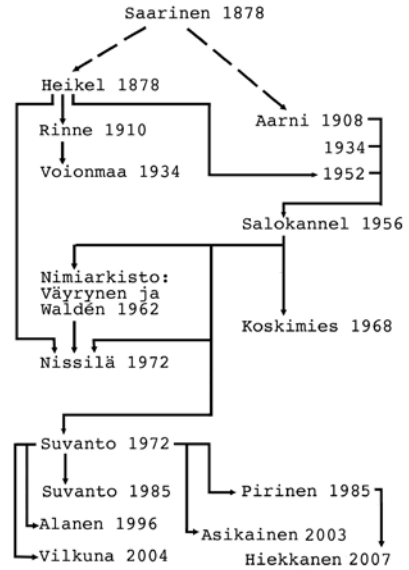 Saarinen 1878
Heikel 1878
Aarni 1908
Rinne 1910
1934
Voionmaa 1934
1952
Salokannel 1956
Nimiarkisto:
Väyrynen ja
Waldén 1962
Koskimies 1968
Nissilä 1972
Suvanto 1972
Suvanto 1985
Pirinen 1985
Alanen 1996
Asikainen 2003
Vilkuna 2004
Hiekkanen 2007